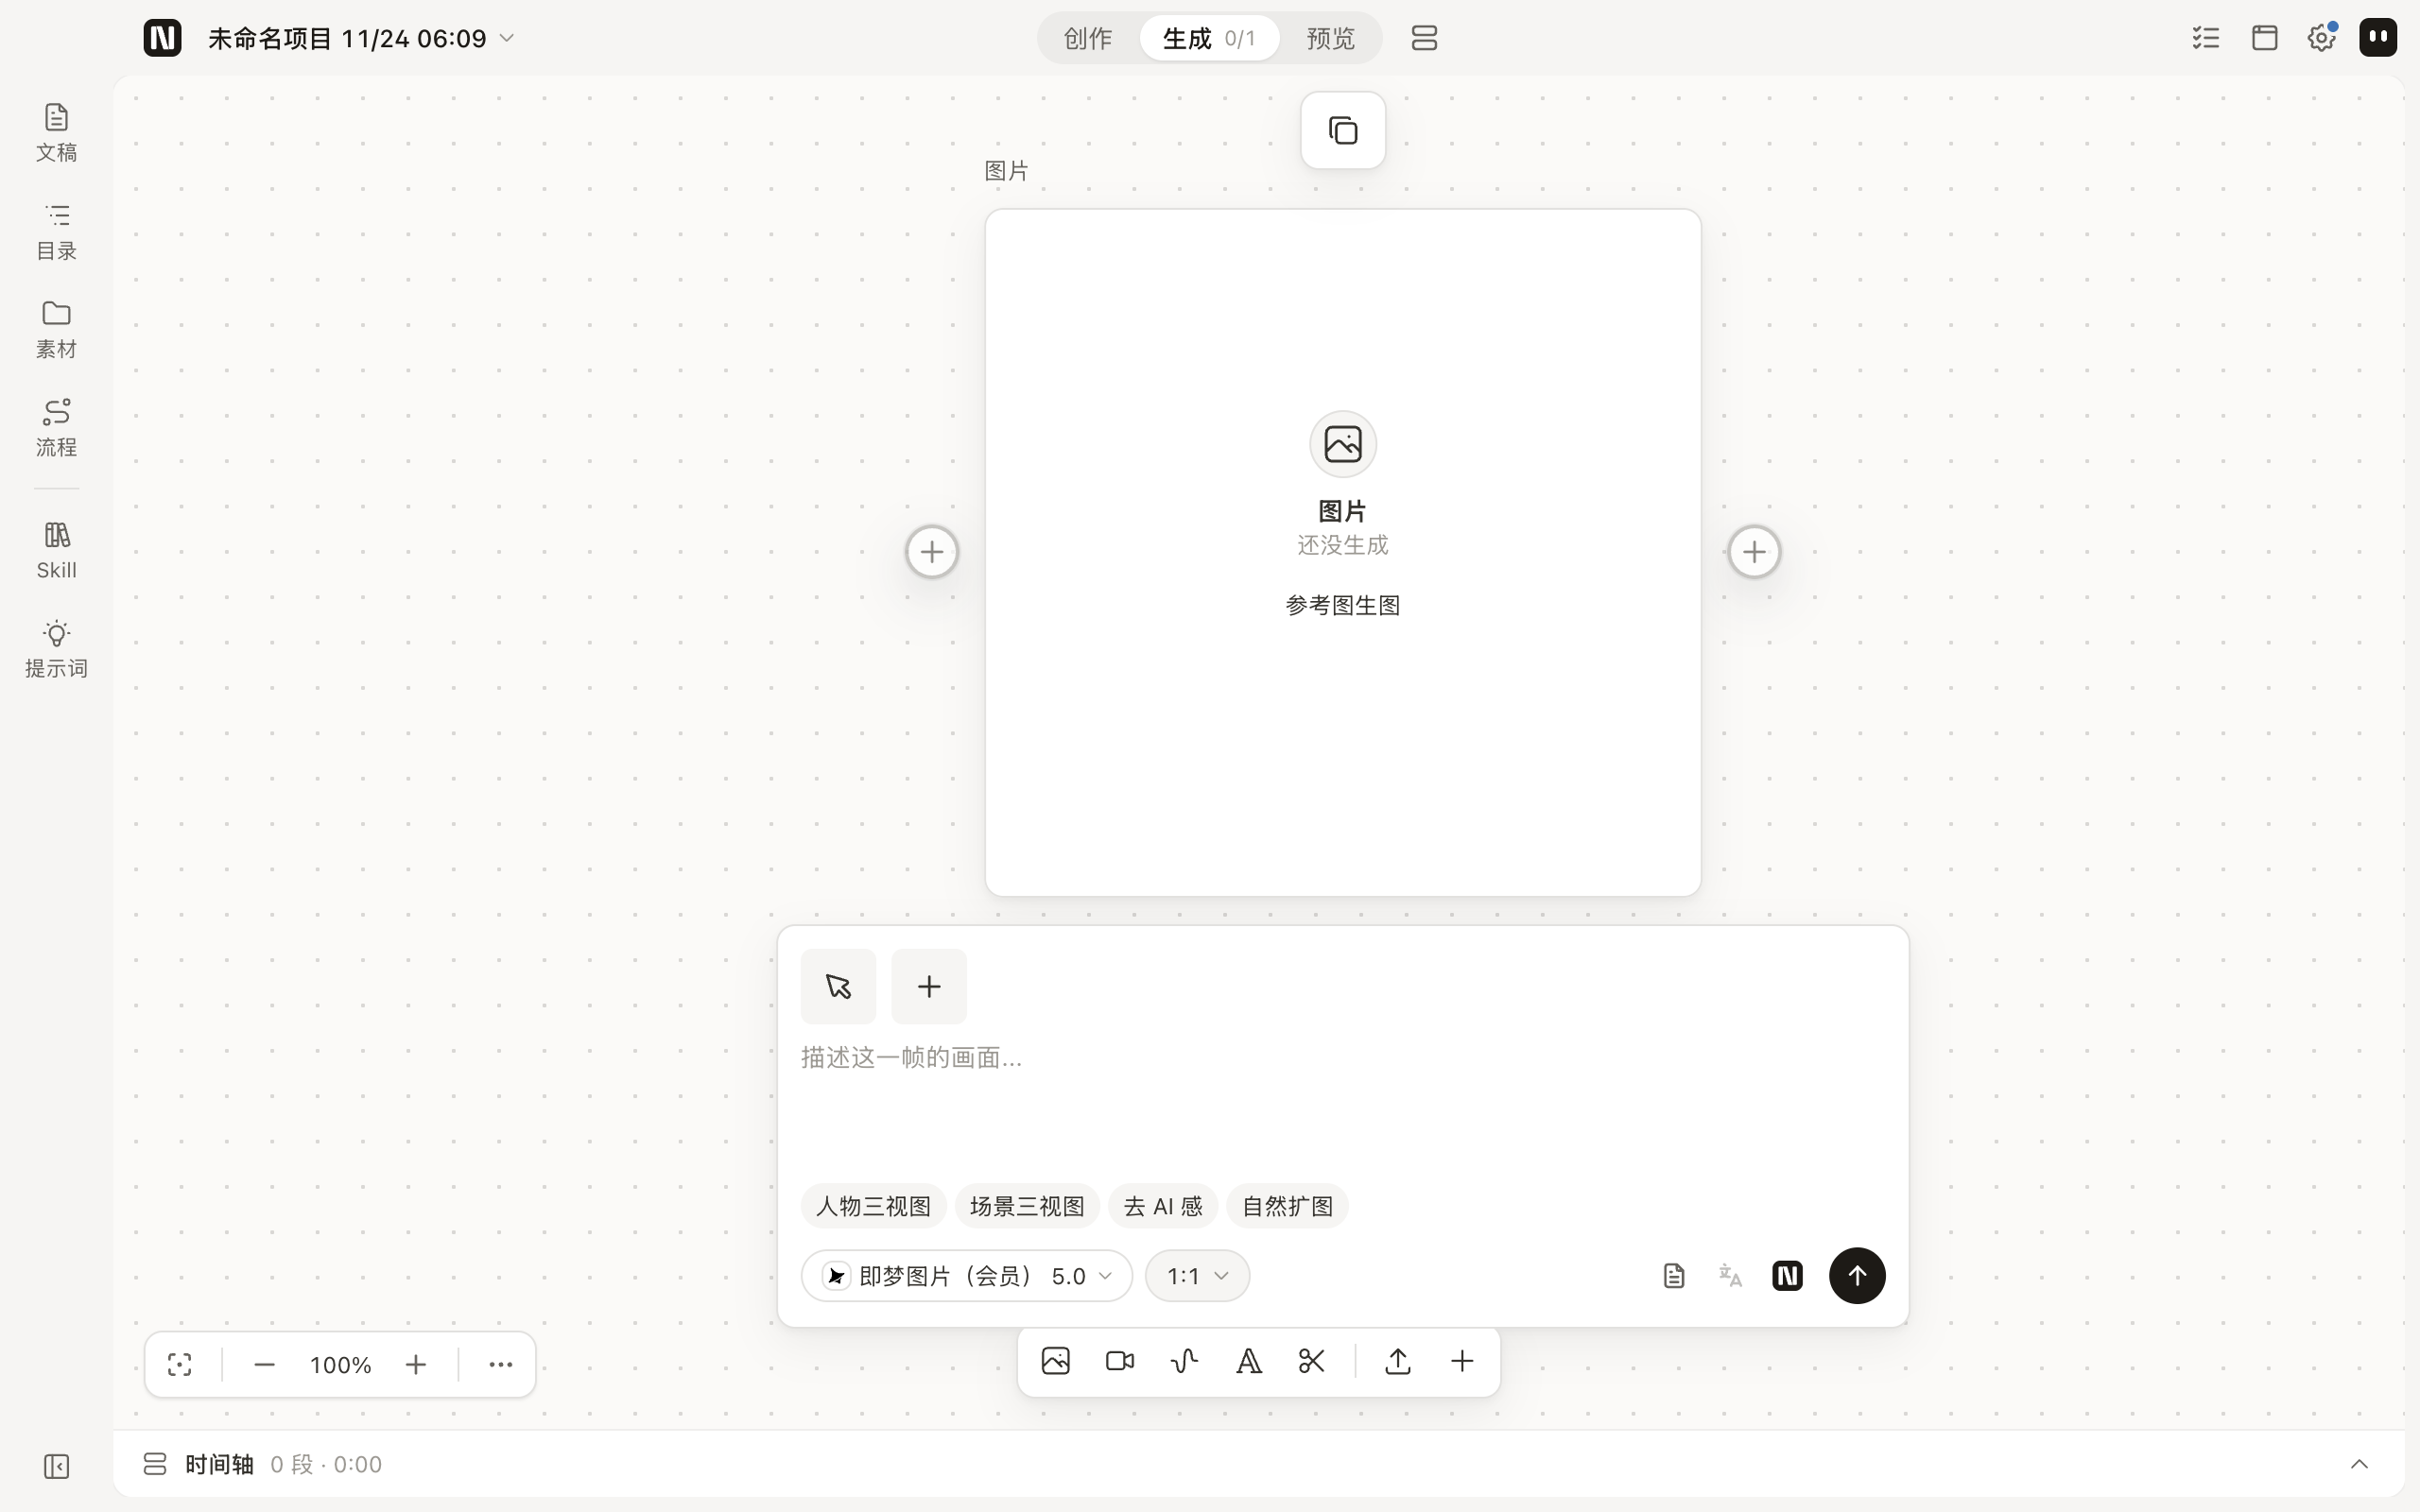 未命名项目 11/24 06:09
创作 生成 0/1 预览
文稿
目录
素材
流程
Skill
提示词
图片
图片
还没生成
参考图生图
描述这一帧的画面...
人物三视图 场景三视图 去 AI 感 自然扩图
即梦图片（会员） 5.0 1:1
100%
时间轴 0 段 · 0:00